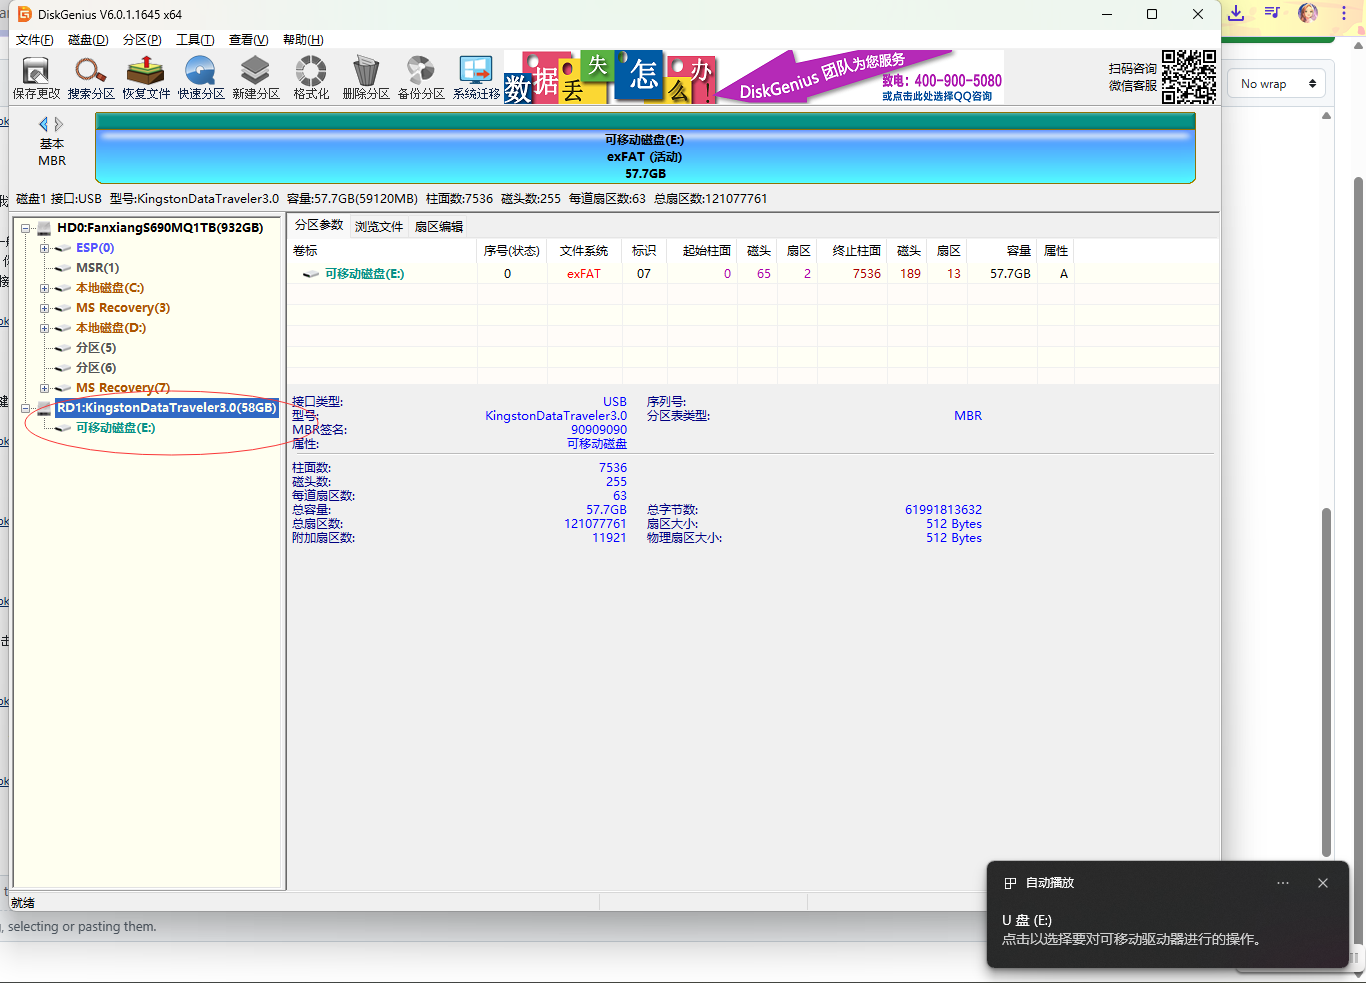 DiskGenius V6.0.1.1645 x64
文件(F) 磁盘(D) 分区(P) 工具(T) 查看(V) 帮助(H)
保存更改 搜索分区 恢复文件 快速分区 新建分区 格式化 删除分区 备份分区 系统迁移
数据丢失怎么办!
DiskGenius 团队为您服务
致电: 400-900-5080
或点击此处选择QQ咨询
扫码咨询
微信客服
No wrap
基本
MBR
可移动磁盘(E:)
exFAT (活动)
57.7GB
磁盘1 接口:USB 型号:KingstonDataTraveler3.0 容量:57.7GB(59120MB) 柱面数:7536 磁头数:255 每道扇区数:63 总扇区数:121077761
HD0:FanxiangS690MQ1TB(932GB)
ESP(0)
MSR(1)
本地磁盘(C:)
MS Recovery(3)
本地磁盘(D:)
分区(5)
分区(6)
MS Recovery(7)
RD1:KingstonDataTraveler3.0(58GB)
可移动磁盘(E:)
分区参数 浏览文件 扇区编辑
卷标 序号(状态) 文件系统 标识 起始柱面 磁头 扇区 终止柱面 磁头 扇区 容量 属性
可移动磁盘(E:) 0 exFAT 07 0 65 2 7536 189 13 57.7GB A
接口类型: USB 序列号:
型号: KingstonDataTraveler3.0 分区表类型: MBR
MBR签名: 90909090
属性: 可移动磁盘
柱面数: 7536
磁头数: 255
每道扇区数: 63
总容量: 57.7GB 总字节数: 61991813632
总扇区数: 121077761 扇区大小: 512 Bytes
附加扇区数: 11921 物理扇区大小: 512 Bytes
就绪
, selecting or pasting them.
自动播放
U 盘 (E:)
点击以选择要对可移动驱动器进行的操作。